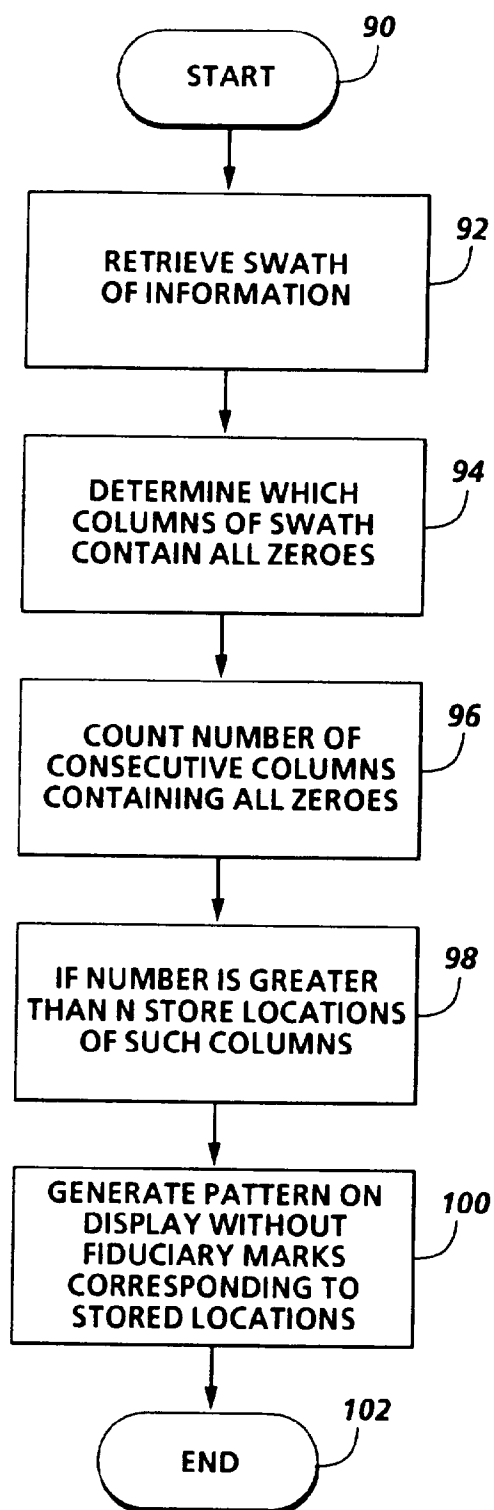 90
START
92
RETRIEVE SWATH
OF INFORMATION
94
DETERMINE WHICH
COLUMNS OF SWATH
CONTAIN ALL ZEROES
96
COUNT NUMBER OF
CONSECUTIVE COLUMNS
CONTAINING ALL ZEROES
98
IF NUMBER IS GREATER
THAN N STORE LOCATIONS
OF SUCH COLUMNS
100
GENERATE PATTERN ON
DISPLAY WITHOUT
FIDUCIARY MARKS
CORRESPONDING TO
STORED LOCATIONS
102
END